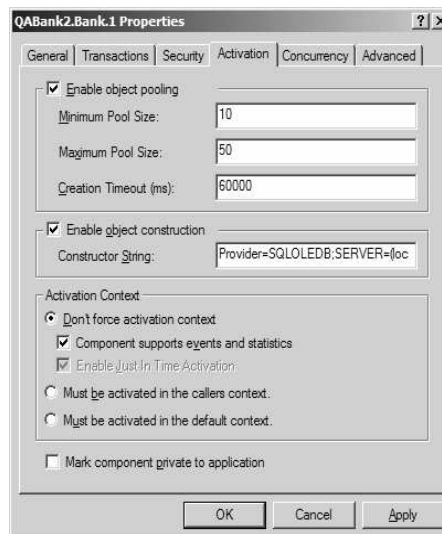 QABank2.Bank.1 Properties
General Transactions Security Activation Concurrency Advanced
Enable object pooling
Minimum Pool Size: 10
Maximum Pool Size: 50
Creation Timeout (ms): 60000
Enable object construction
Constructor String: Provider=SQLOLEDB;SERVER=(loc
Activation Context
Don't force activation context
Component supports events and statistics
Enable Just In Time Activation
Must be activated in the callers context.
Must be activated in the default context.
Mark component private to application
OK Cancel Apply